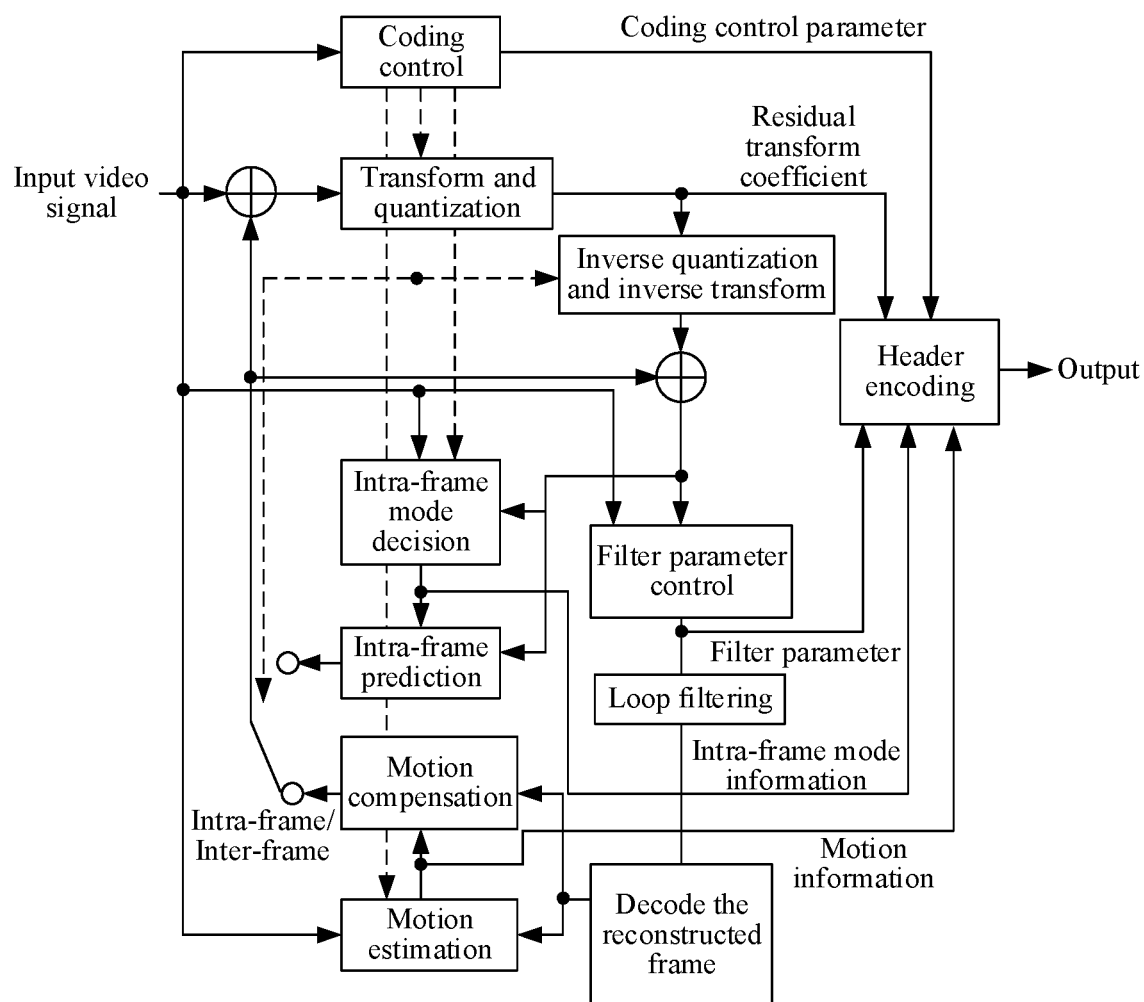 Coding
control
Coding control parameter
Input video
signal
Transform and
quantization
Residual
transform
coefficient
Inverse quantization
and inverse transform
Header
encoding
Output
Intra-frame
mode
decision
Filter parameter
control
Intra-frame
prediction
Filter parameter
Loop filtering
Motion
compensation
Intra-frame mode
information
Intra-frame/
Inter-frame
Motion
information
Motion
estimation
Decode the
reconstructed
frame